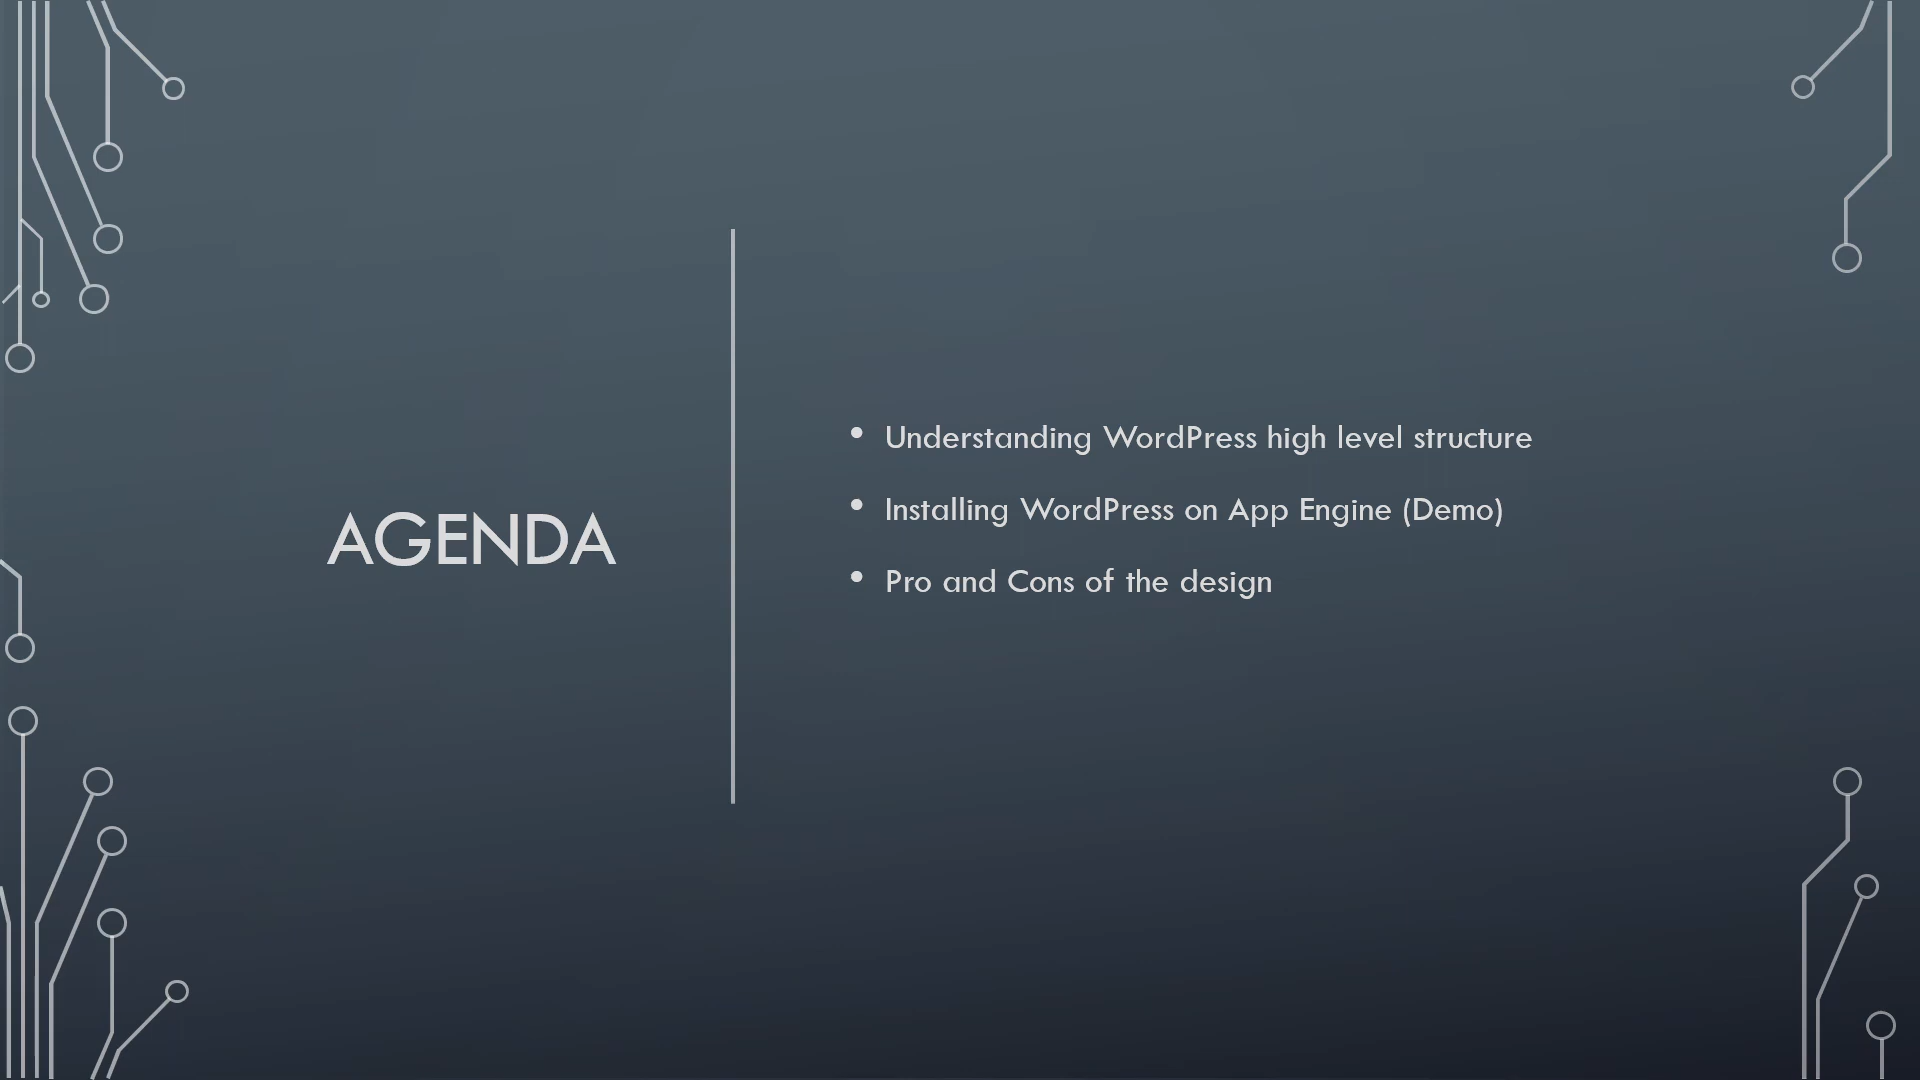 AGENDA
• Understanding WordPress high level structure
• Installing WordPress on App Engine (Demo)
• Pro and Cons of the design